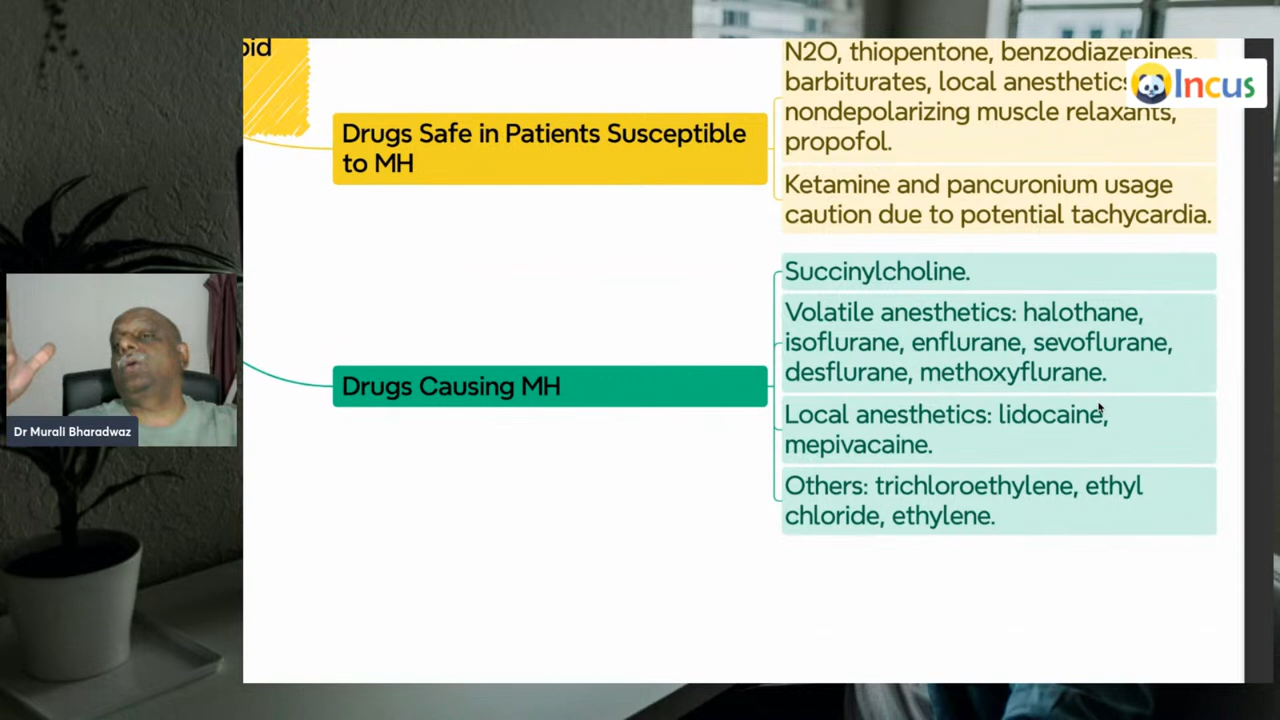 oid
N2O, thiopentone, benzodiazepines,
barbiturates, local anesthetics
nondepolarizing muscle relaxants,
propofol.
Incus
Drugs Safe in Patients Susceptible
to MH
Ketamine and pancuronium usage
caution due to potential tachycardia.
Succinylcholine.
Volatile anesthetics: halothane,
isoflurane, enflurane, sevoflurane,
desflurane, methoxyflurane.
Drugs Causing MH
Local anesthetics: lidocaine,
mepivacaine.
Others: trichloroethylene, ethyl
chloride, ethylene.
Dr Murali Bharadwaz